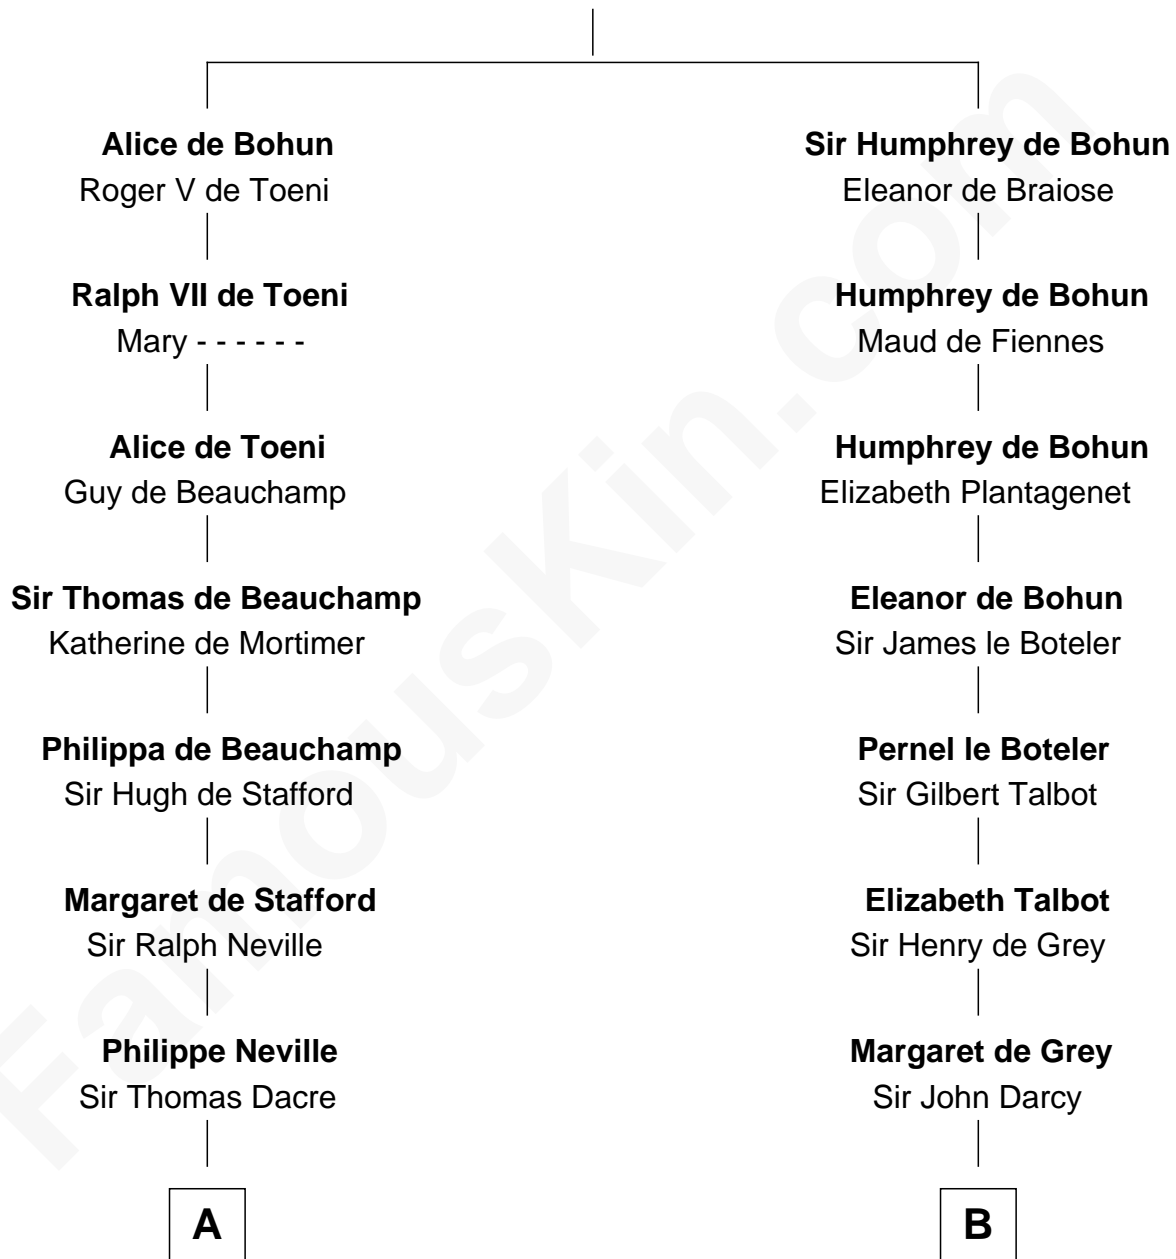 Alice de Bohun
Roger V de Toeni
Ralph VII de Toeni
Mary - - - - - -
Alice de Toeni
Guy de Beauchamp
Sir Thomas de Beauchamp
Katherine de Mortimer
Philippa de Beauchamp
Sir Hugh de Stafford
Margaret de Stafford
Sir Ralph Neville
Philippe Neville
Sir Thomas Dacre
A
Sir Humphrey de Bohun
Eleanor de Braiose
Humphrey de Bohun
Maud de Fiennes
Humphrey de Bohun
Elizabeth Plantagenet
Eleanor de Bohun
Sir James le Boteler
Pernel le Boteler
Sir Gilbert Talbot
Elizabeth Talbot
Sir Henry de Grey
Margaret de Grey
Sir John Darcy
B
FamousKin.com